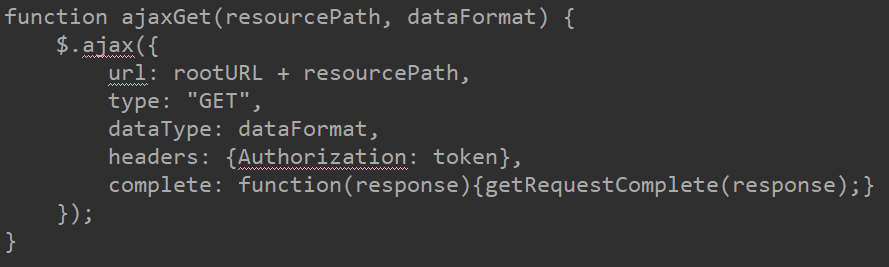 function ajaxGet(resourcePath, dataFormat) {
    $.ajax({
        url: rootURL + resourcePath,
        type: "GET",
        dataType: dataFormat,
        headers: {Authorization: token},
        complete: function(response){getRequestComplete(response);}
    });
}